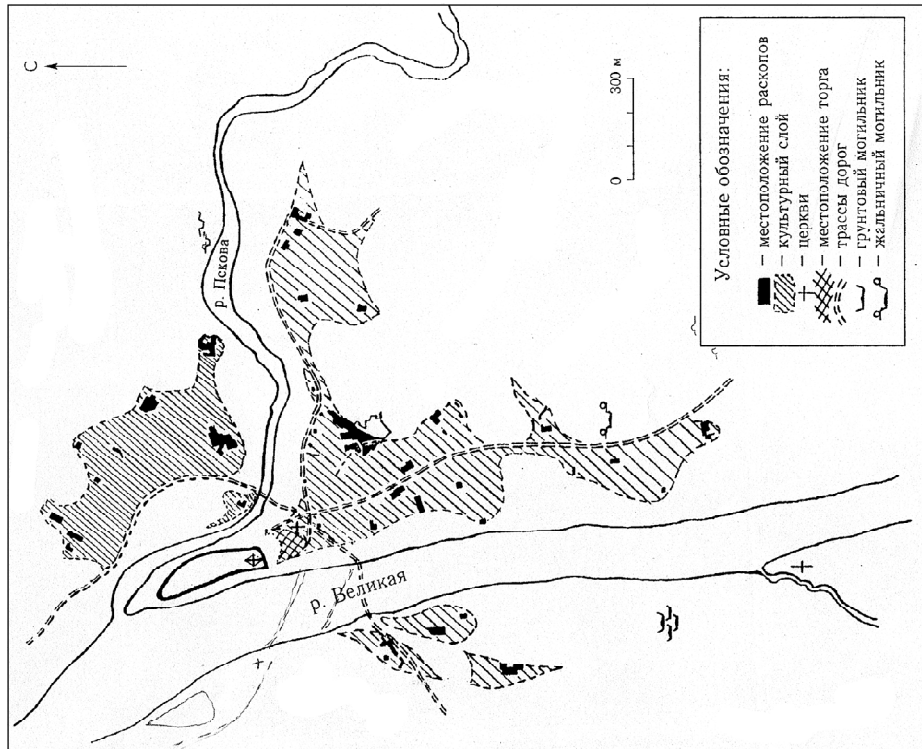 С
р. Пскова
р. Великая
300 м
0
Условные обозначения:
– местоположение раскопов
– культурный слой
– церкви
– местоположение торга
– трассы дорог
– грунтовый могильник
– жальничный могильник